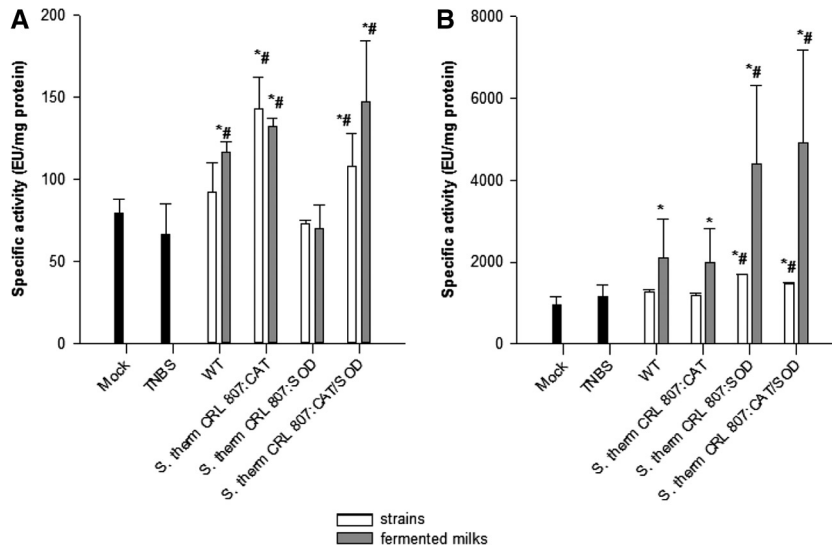 A
Specific activity (EU/mg protein)
200
150
100
50
0
*#
*#
*#
*#
*#
Mock
TNBS
WT
S. therm CRL 807:CAT
S. therm CRL 807:SOD
S. therm CRL 807:CAT/SOD
B
Specific activity (EU/mg protein)
8000
6000
4000
2000
0
*
*
*#
*#
*#
*#
Mock
TNBS
WT
S. therm CRL 807:CAT
S. therm CRL 807:SOD
S. therm CRL 807:CAT/SOD
strains
fermented milks